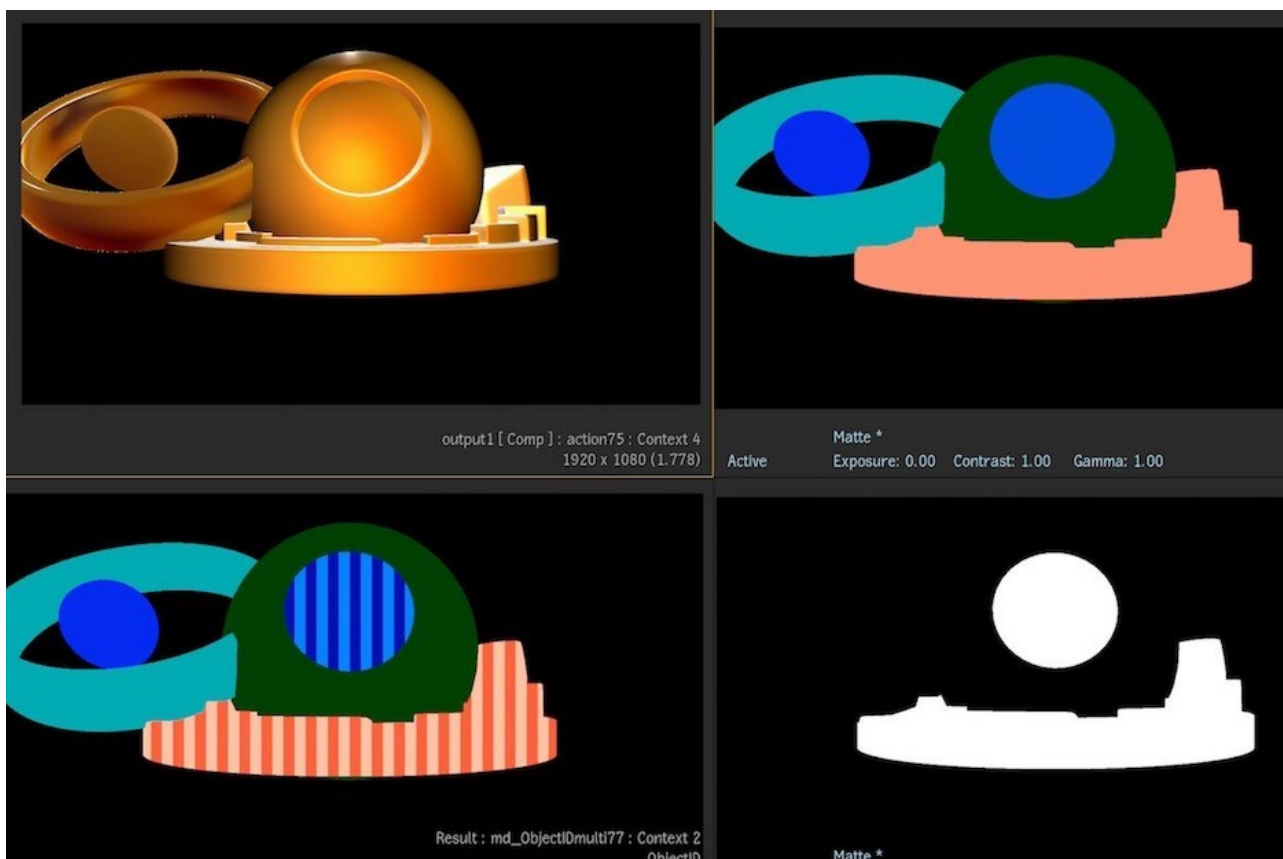 output1 [ Comp ] : action75 : Context 4
1920 x 1080 (1.778)
Matte *
Active Exposure: 0.00 Contrast: 1.00 Gamma: 1.00
Result : md_ObjectIDmulti77 : Context 2
ObjectID
Matte *